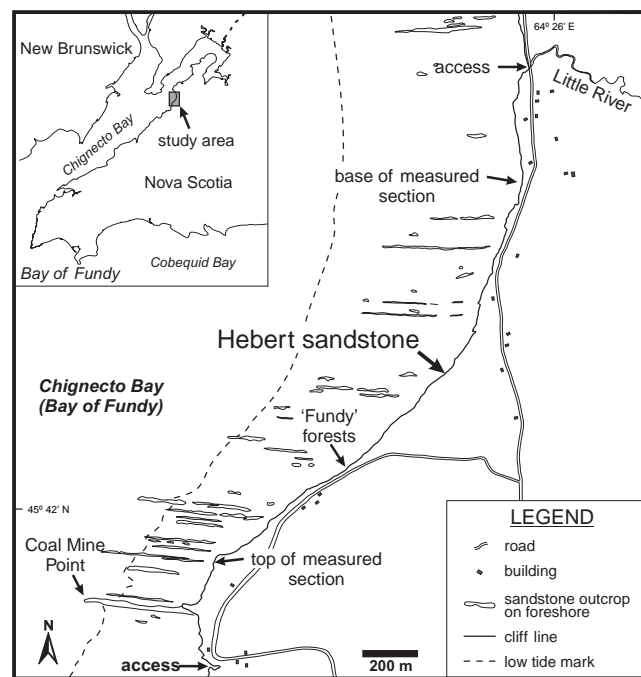 New Brunswick
Chignecto Bay
study area
Nova Scotia
Bay of Fundy
Cobequid Bay
64º 26' E
access
Little River
base of measured
section
Hebert sandstone
Chignecto Bay
(Bay of Fundy)
'Fundy'
forests
45º 42' N
Coal Mine
Point
top of measured
section
N
access
200 m
LEGEND
road
building
sandstone outcrop
on foreshore
cliff line
low tide mark